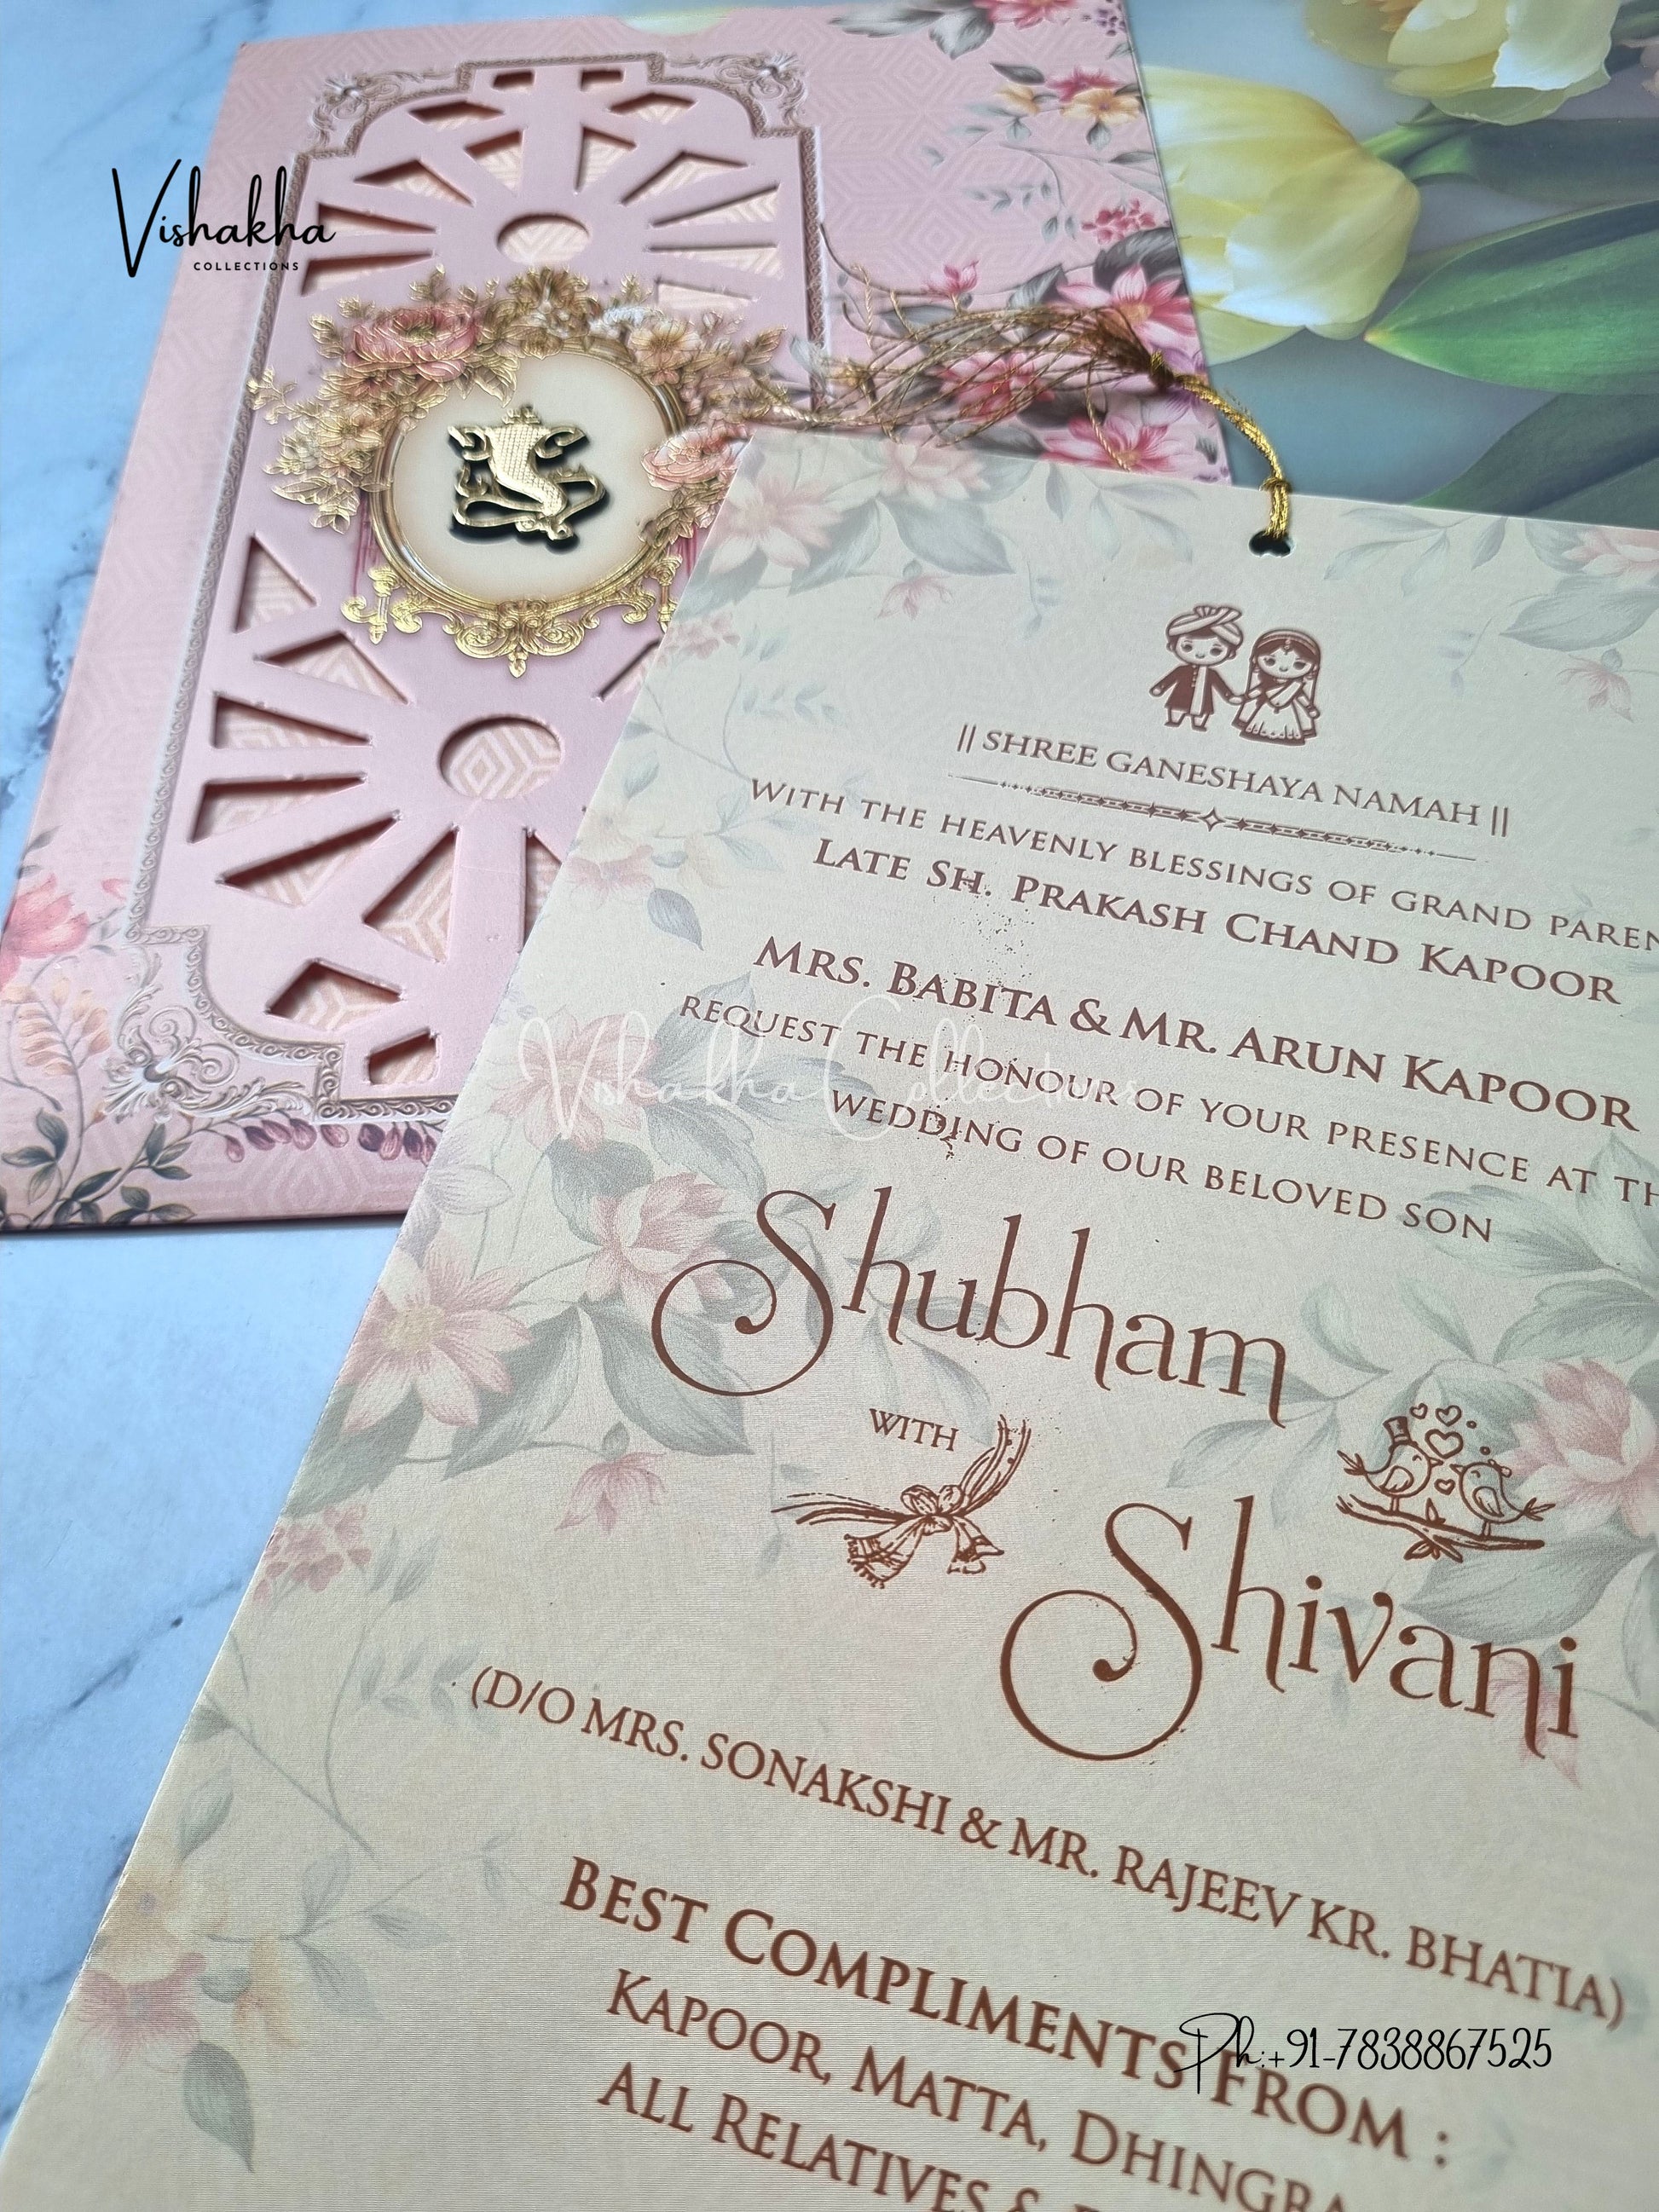 Vishakha
COLLECTIONS
|| SHREE GANESHAYA NAMAH ||
WITH THE HEAVENLY BLESSINGS OF GRAND PAREN
LATE SH. PRAKASH CHAND KAPOOR
MRS. BABITA & MR. ARUN KAPOOR
REQUEST THE HONOUR OF YOUR PRESENCE AT TH
Vishakha Collections
WEDDING OF OUR BELOVED SON
Shubham
WITH
Shivani
(D/O MRS. SONAKSHI & MR. RAJEEV KR. BHATIA)
BEST COMPLIMENTS FROM :
Ph:+91-7838867525
KAPOOR, MATTA, DHINGRA
ALL RELATIVES &